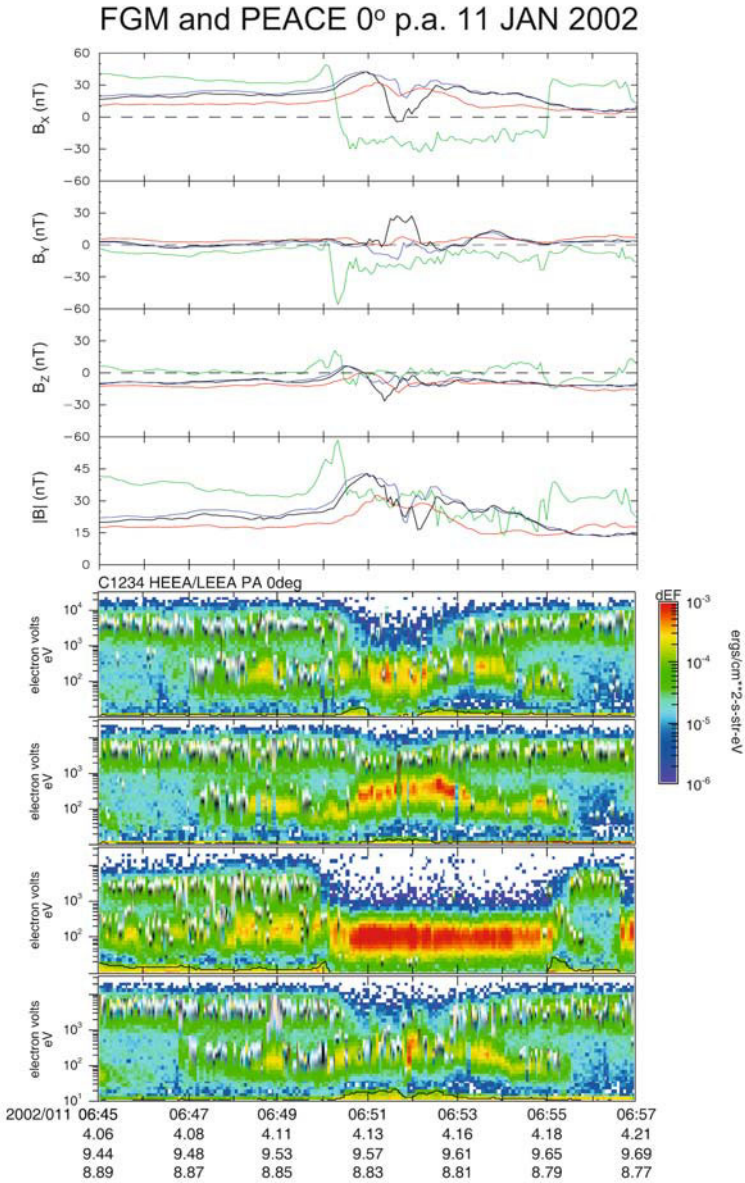 FGM and PEACE 0º p.a. 11 JAN 2002
60
30
0
−30
−60
Bx (nT)
30
0
−30
−60
By (nT)
30
0
−30
−60
Bz (nT)
45
30
15
0
|B| (nT)
C1234 HEEA/LEEA PA 0deg
electron volts
eV
10^4
10^3
10^2
electron volts
eV
10^3
10^2
electron volts
eV
10^3
10^2
electron volts
eV
10^3
10^2
10^1
dEF
10^-3
10^-4
10^-5
10^-6
ergs/cm**2-s-str-eV
2002/011 06:45 06:47 06:49 06:51 06:53 06:55 06:57
4.06 4.08 4.11 4.13 4.16 4.18 4.21
9.44 9.48 9.53 9.57 9.61 9.65 9.69
8.89 8.87 8.85 8.83 8.81 8.79 8.77